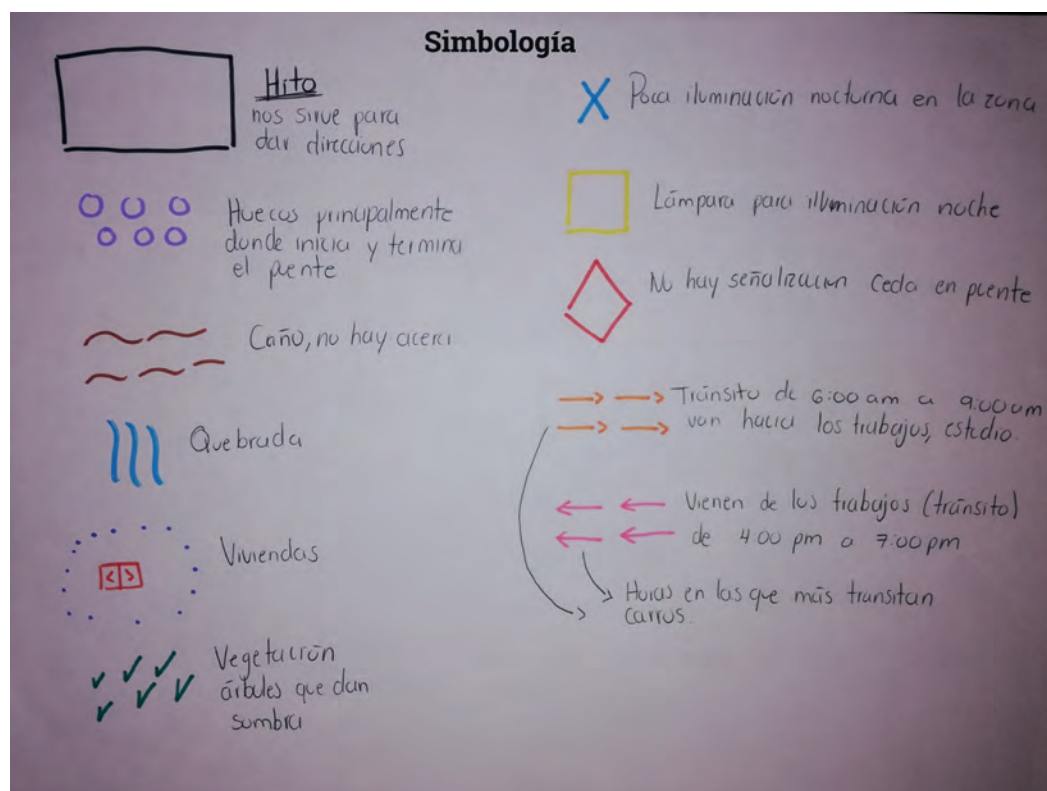 Simbología
Hito
nos sirve para
dar direcciones
Huecos principalmente
donde inicia y termina
el puente
Caño, no hay acera
Quebrada
Viviendas
Vegetación
árboles que dan
sombra
Poca iluminación nocturna en la zona
Lámpara para illuminación noche
No hay señalización Ceda en puente
Tránsito de 6:00 am a 9:00 am
van hacia los trabajos, estudio.
Vienen de los trabajos (tránsito)
de 4:00 pm a 7:00 pm
Horas en las que más transitan
carros.